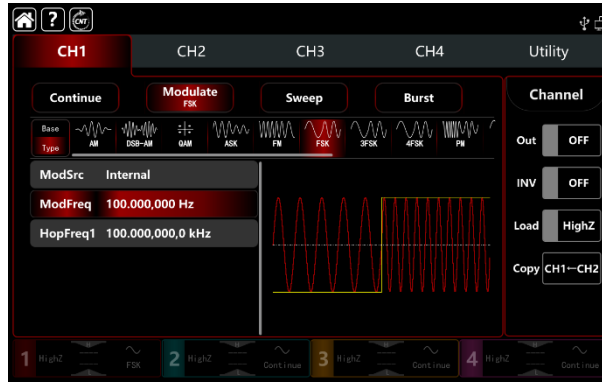 ? CNT
CH1 CH2 CH3 CH4 Utility
Continue Modulate FSK Sweep Burst Channel
Base Type AM DSB-AM QAM ASK FM FSK 3FSK 4FSK PM
Out OFF
ModSrc Internal
INV OFF
ModFreq 100.000,000 Hz
Load HighZ
HopFreq1 100.000,000,0 kHz
Copy CH1←CH2
1 HighZ FSK 2 HighZ Continue 3 HighZ Continue 4 HighZ Continue